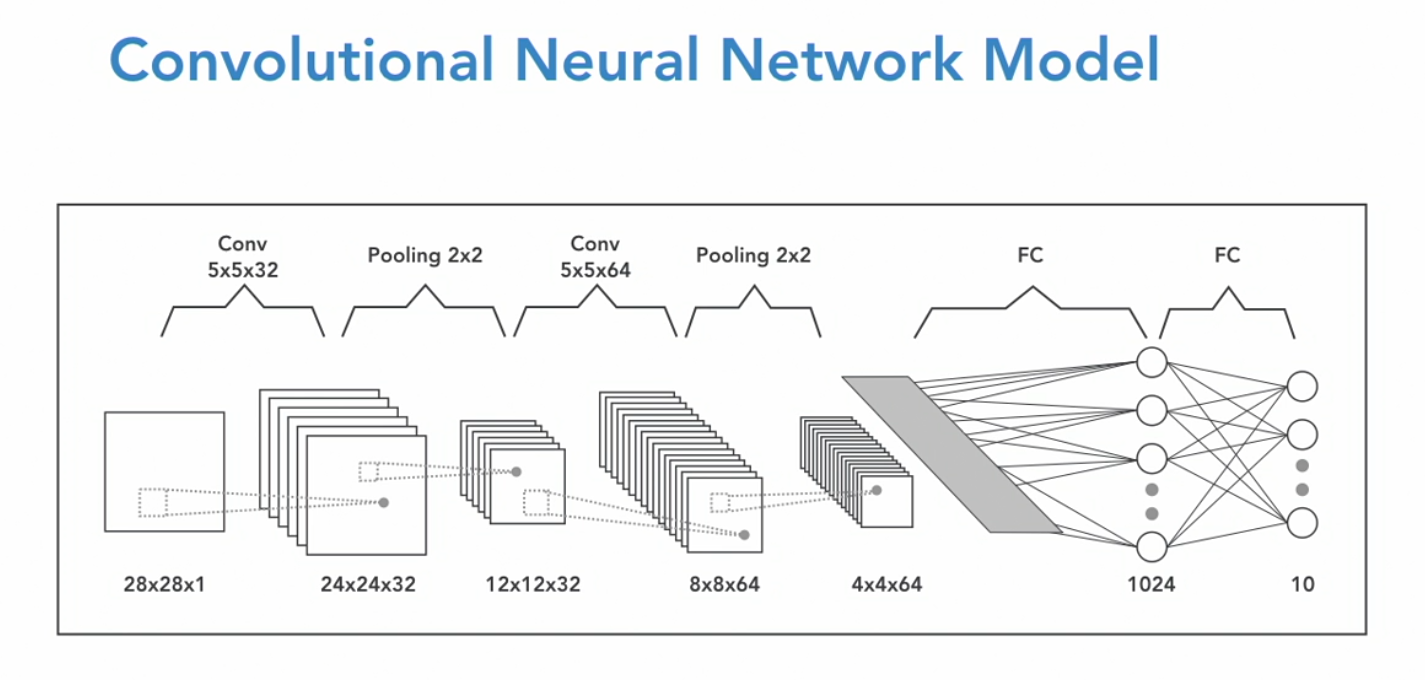 Convolutional Neural Network Model
Conv
5x5x32
Pooling 2x2
Conv
5x5x64
Pooling 2x2
FC
FC
28x28x1
24x24x32
12x12x32
8x8x64
4x4x64
1024
10